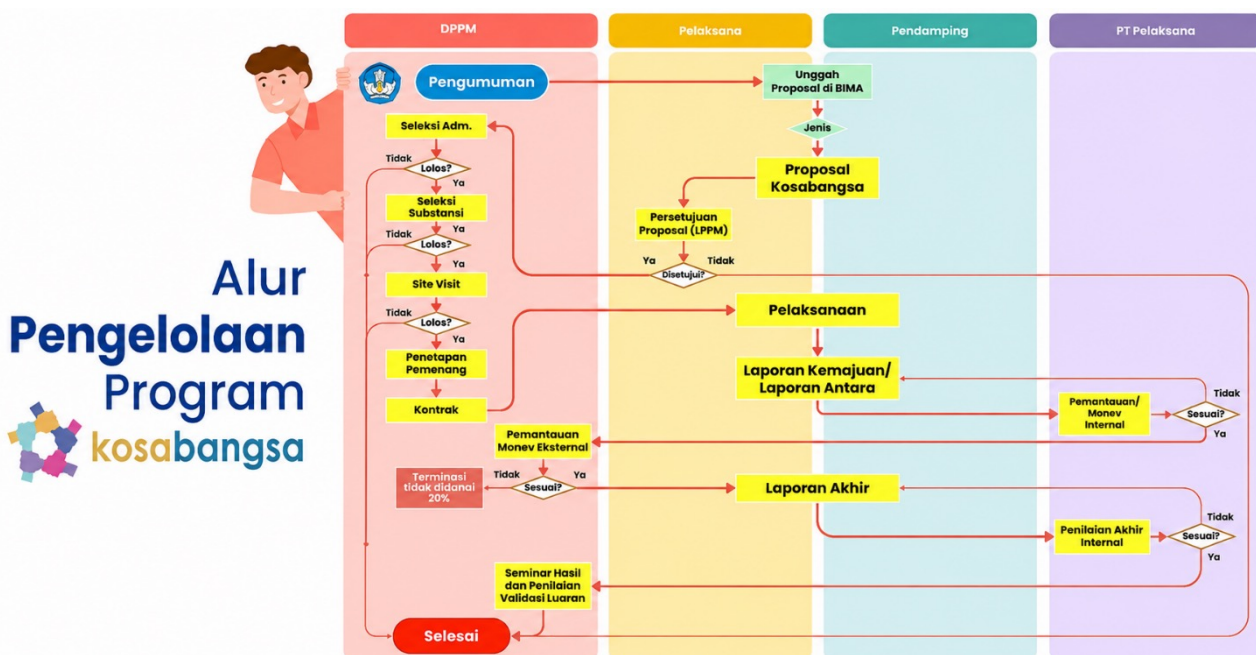 DPPM
Pelaksana
Pendamping
PT Pelaksana
Pengumuman
Unggah
Proposal di BIMA
Jenis
Proposal
Kosabangsa
Persetujuan
Proposal (LPPM)
Ya
Disetujui?
Tidak
Seleksi Adm.
Tidak
Lolos?
Ya
Seleksi
Substansi
Tidak
Ya
Lolos?
Ya
Site Visit
Tidak
Lolos?
Ya
Penetapan
Pemenang
Kontrak
Alur
Pengelolaan
Program
kosabangsa
Pelaksanaan
Laporan Kemajuan/
Laporan Antara
Pemantauan/
Monev
Internal
Tidak
Sesuai?
Ya
Pemantauan
Monev Eksternal
Terminasi
tidak didanai
20%
Tidak
Sesuai?
Ya
Laporan Akhir
Penilaian Akhir
Internal
Tidak
Sesuai?
Ya
Seminar Hasil
dan Penilaian
Validasi Luaran
Selesai